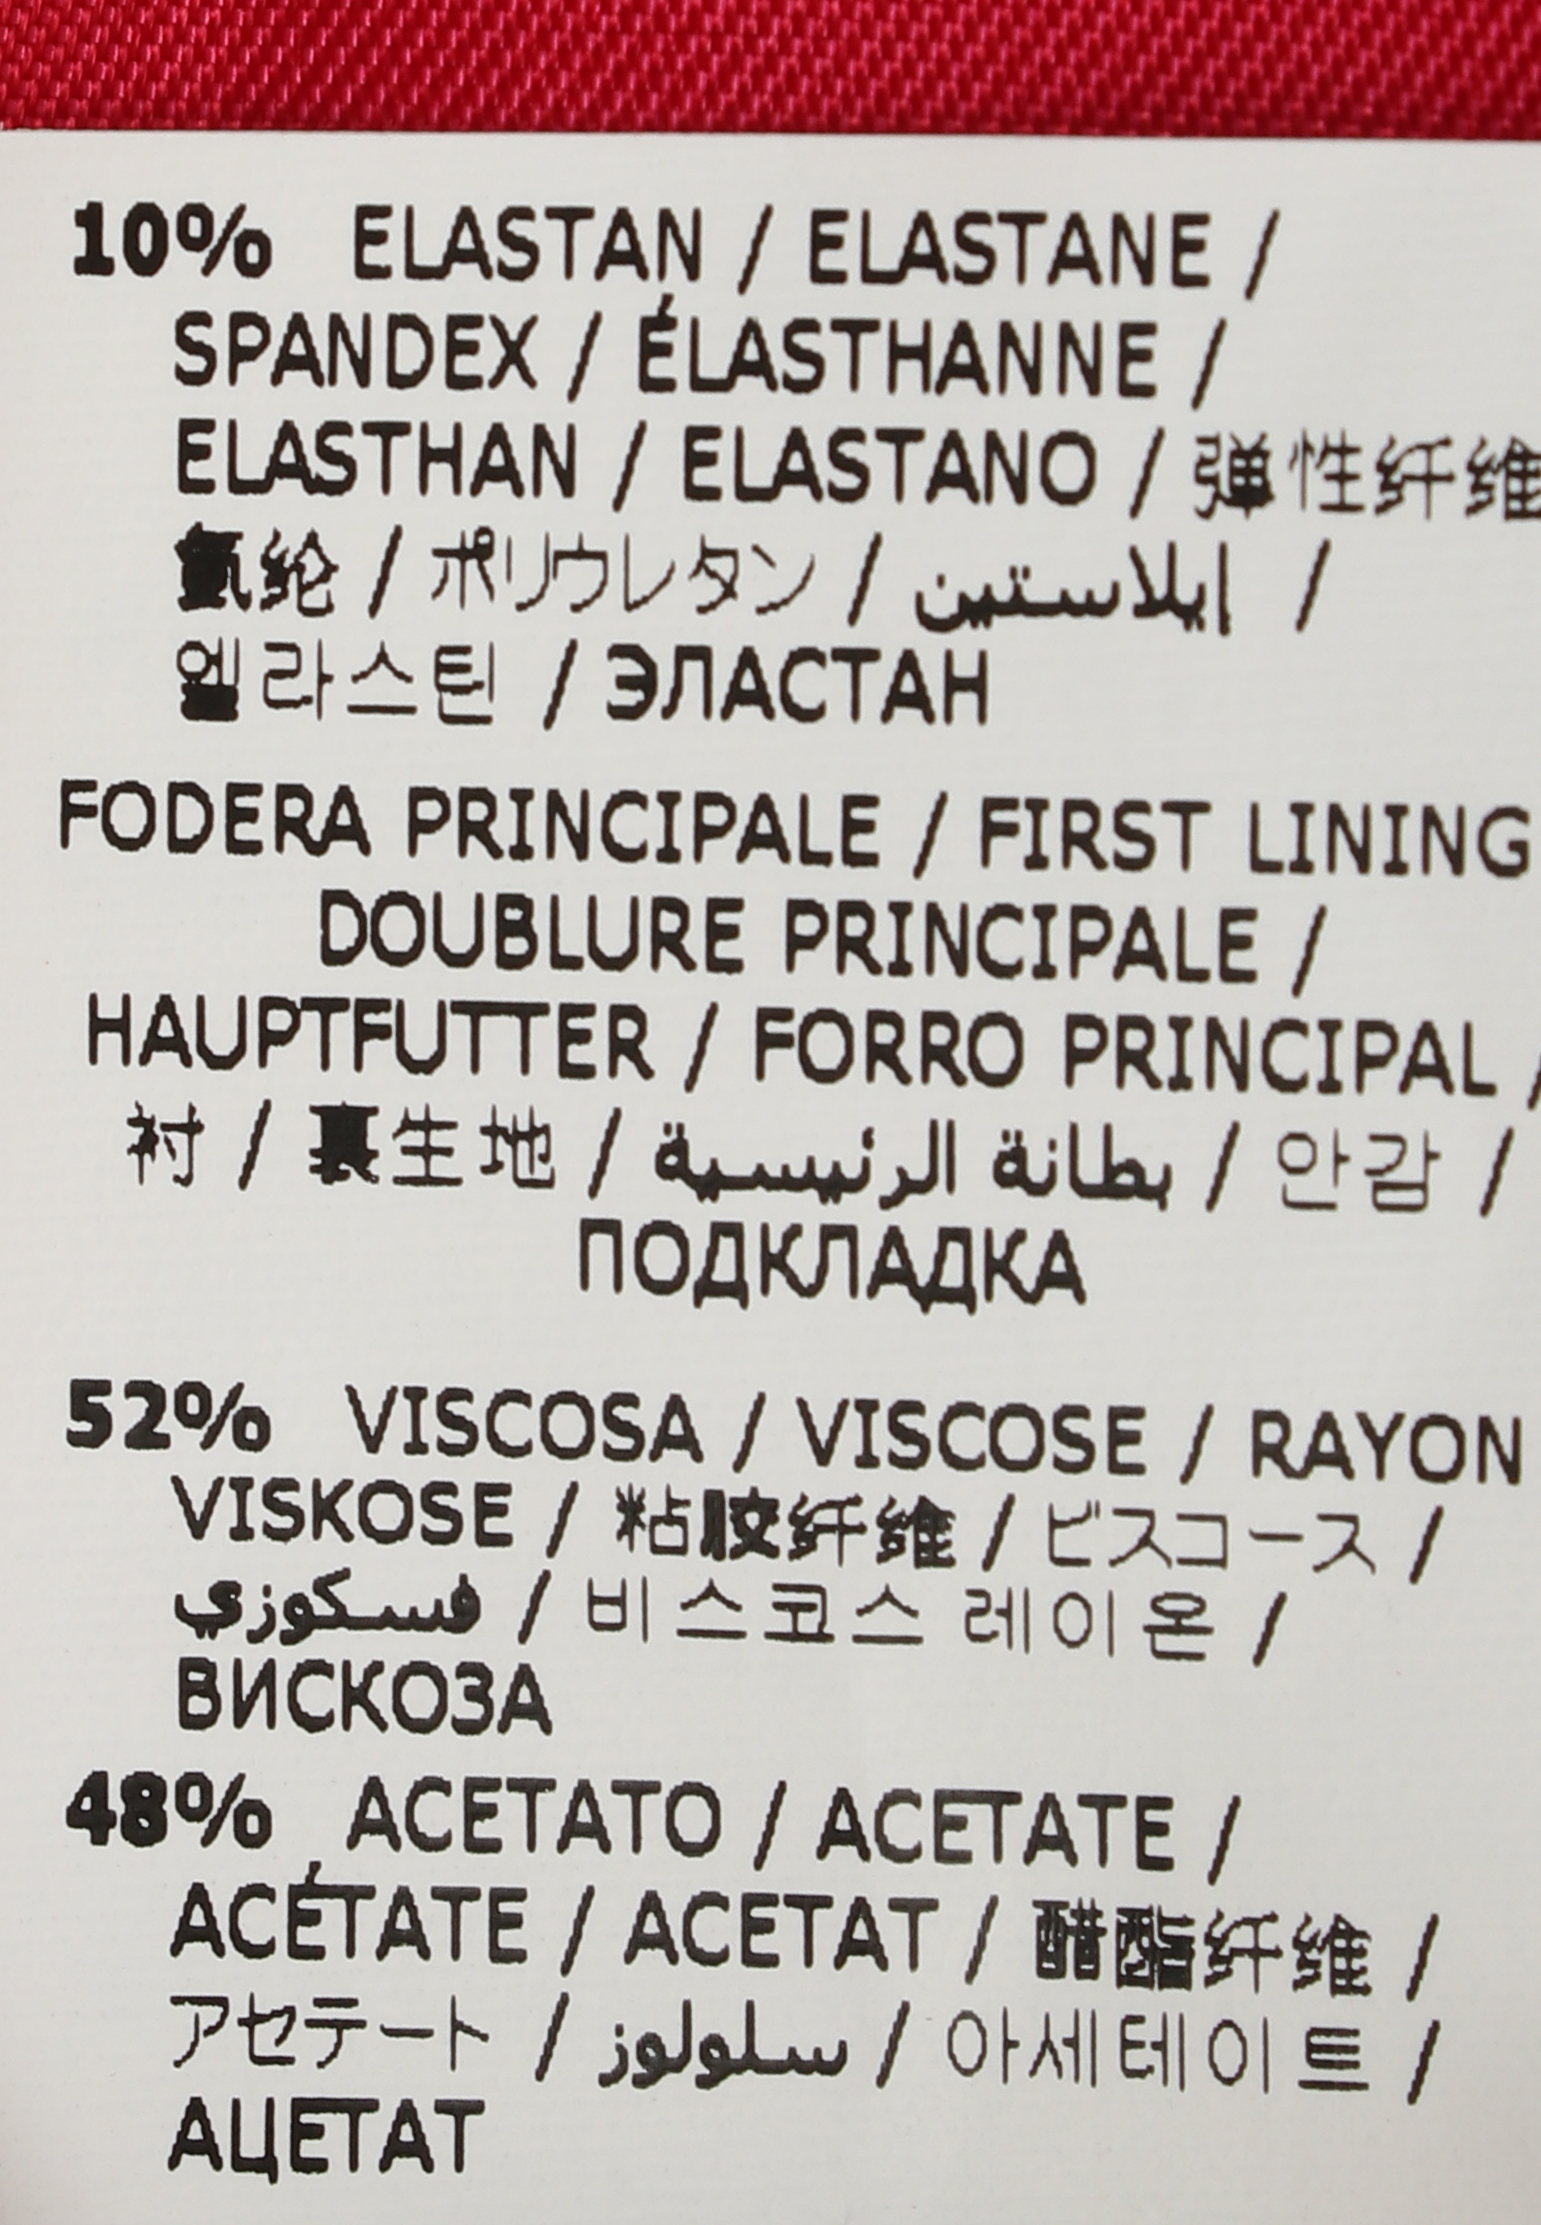 10% ELASTAN / ELASTANE /
SPANDEX / ÉLASTHANNE /
ELASTHAN / ELASTANO / 弹性纤维
氨纶 / ポリウレタン / إيلاستين /
엘라스틴 / ЭЛАСТАН
FODERA PRINCIPALE / FIRST LINING
DOUBLURE PRINCIPALE /
HAUPTFUTTER / FORRO PRINCIPAL /
衬 / 裏生地 / بطانة الرئيسية / 안감 /
ПОДКЛАДКА
52% VISCOSA / VISCOSE / RAYON
VISKOSE / 粘胶纤维 / ビスコース /
فسكوزي / 비스코스 레이온 /
ВИСКОЗА
48% ACETATO / ACETATE /
ACÉTATE / ACETAT / 醋酯纤维 /
アセテート / سلولوز / 아세테이트 /
АЦЕТАТ